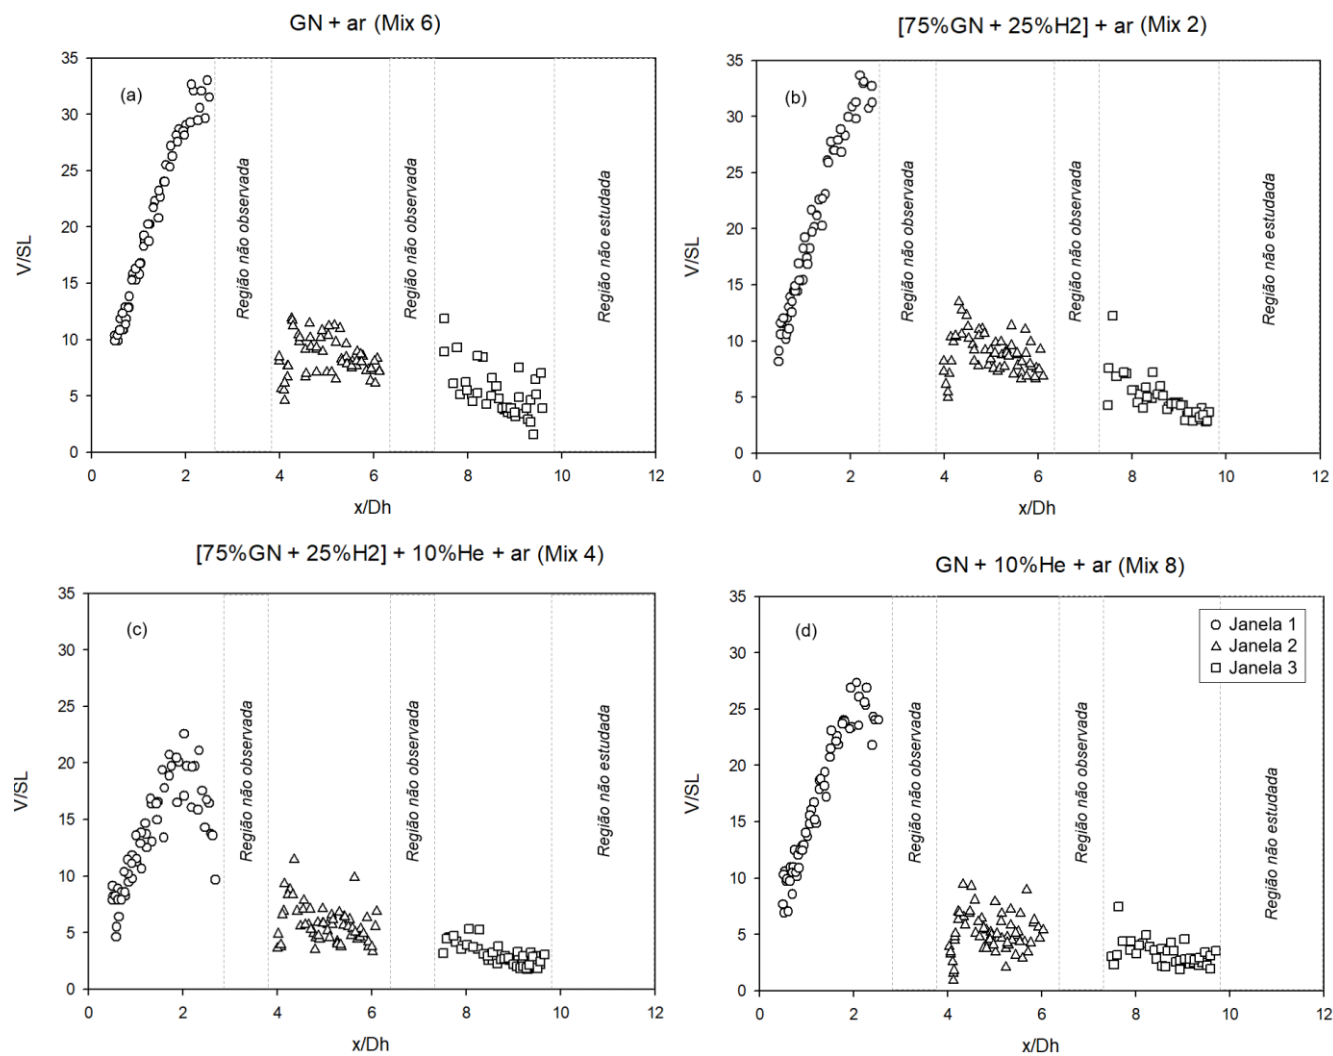 GN + ar (Mix 6)
35
30
25
20
15
10
5
0
V/SL
(a)
Região não observada
Região não observada
Região não estudada
0 2 4 6 8 10 12
x/Dh
[75%GN + 25%H2] + ar (Mix 2)
35
30
25
20
15
10
5
0
V/SL
(b)
Região não observada
Região não observada
Região não estudada
0 2 4 6 8 10 12
x/Dh
[75%GN + 25%H2] + 10%He + ar (Mix 4)
35
30
25
20
15
10
5
0
V/SL
(c)
Região não observada
Região não observada
Região não estudada
0 2 4 6 8 10 12
x/Dh
GN + 10%He + ar (Mix 8)
35
30
25
20
15
10
5
0
V/SL
(d)
Janela 1
Janela 2
Janela 3
Região não observada
Região não observada
Região não estudada
0 2 4 6 8 10 12
x/Dh